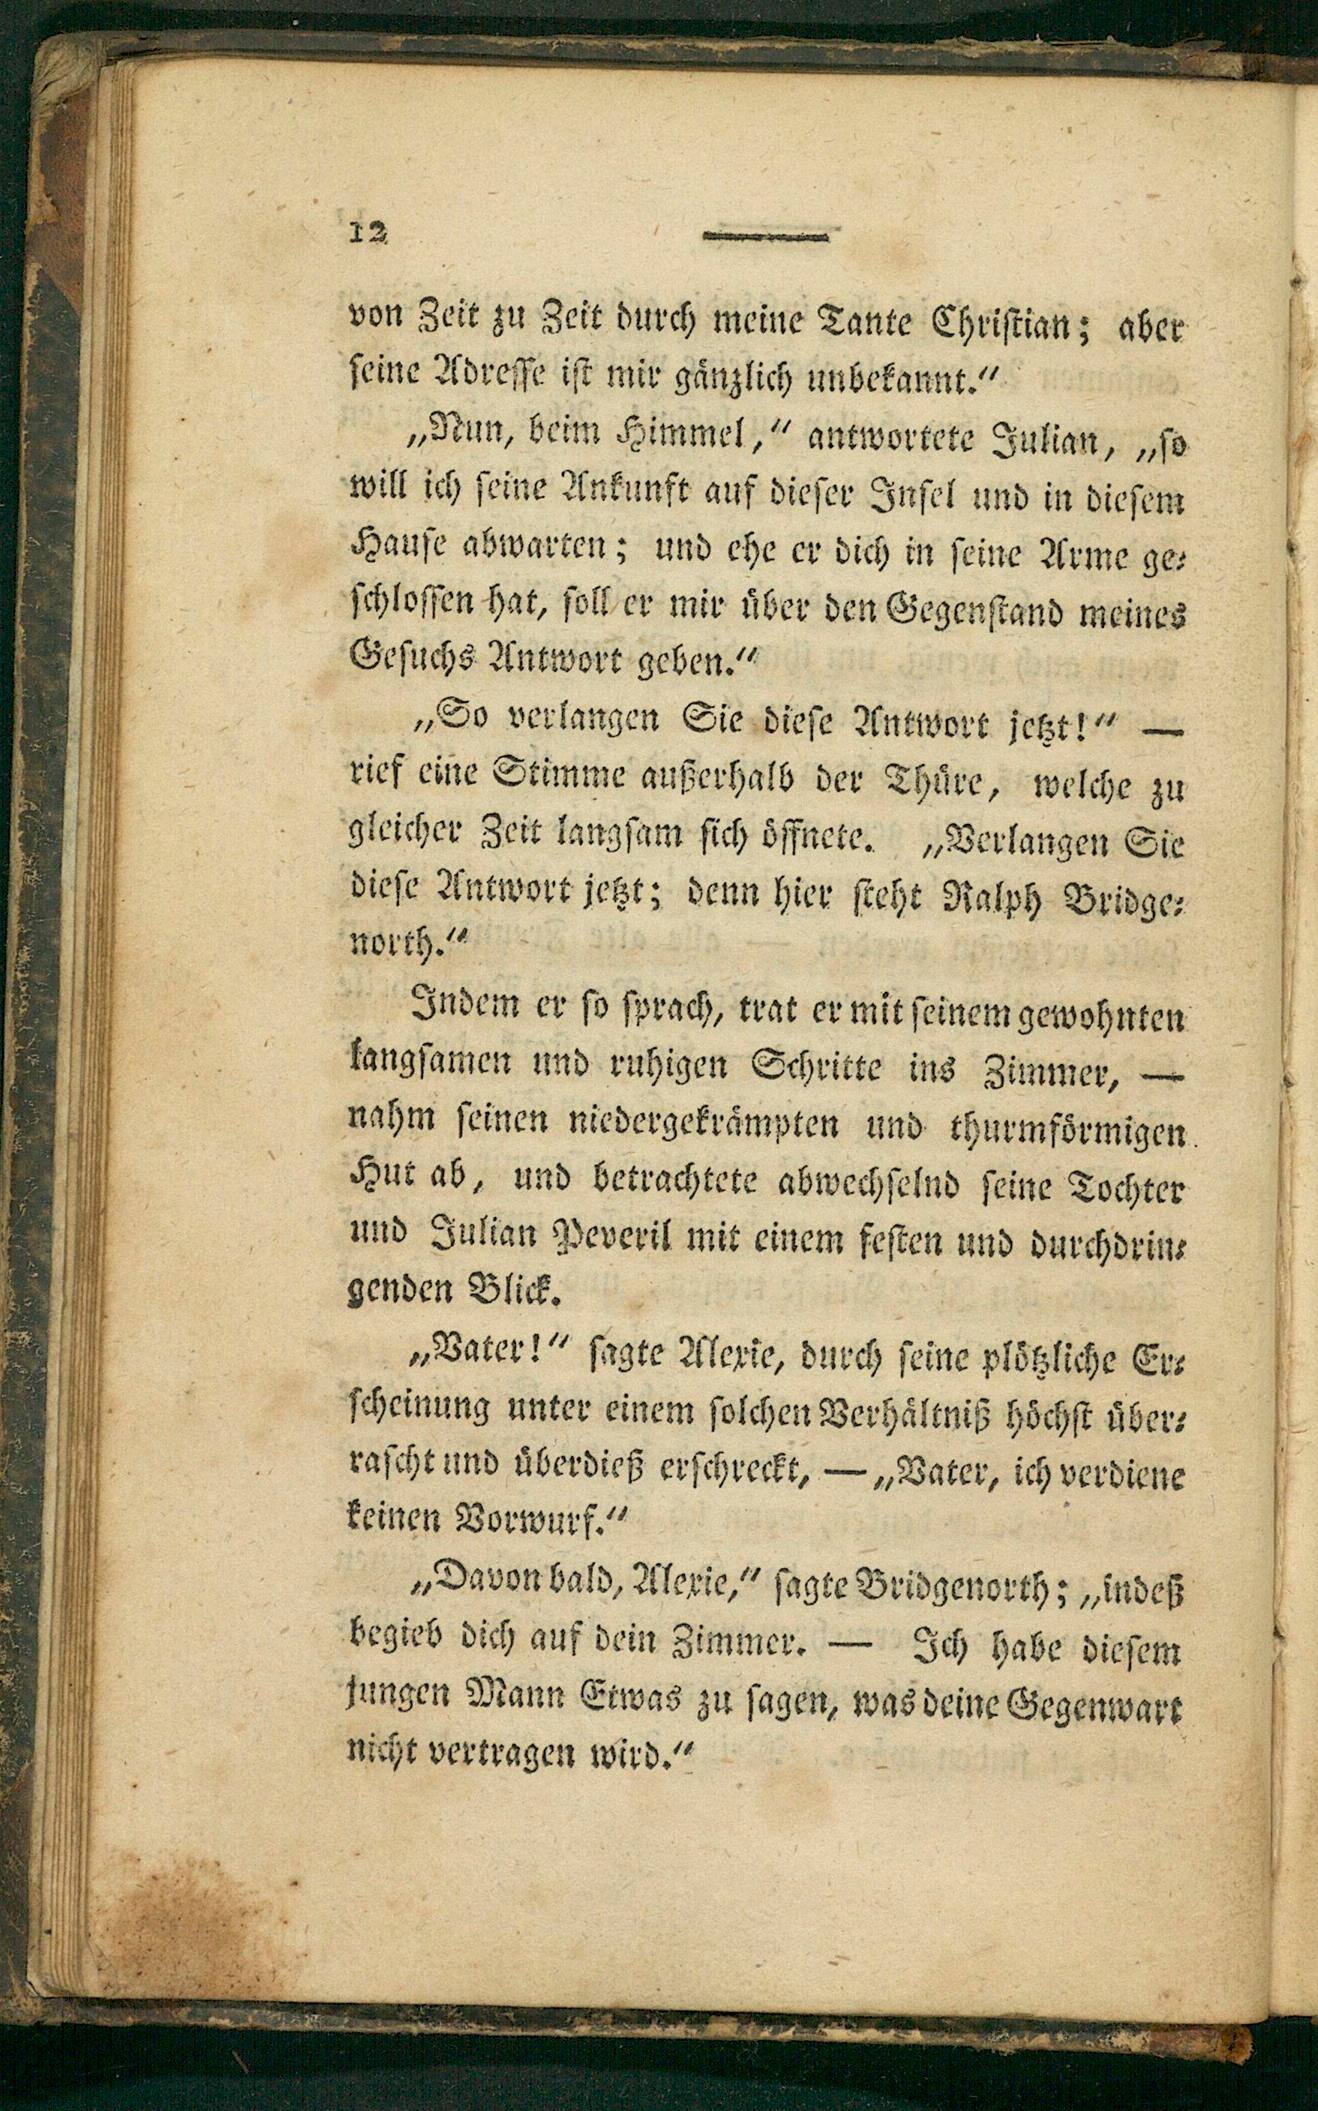 12
von Zeit zu Zeit durch meine Tante Christian; aber
seine Adresse ist mir gänzlich unbekannt.“
„Nun, beim Himmel,“ antwortete Julian, „so
will ich seine Ankunft auf dieser Insel und in diesem
Hause abwarten; und ehe er dich in seine Arme ge⸗
schlossen hat, soll er mir über den Gegenstand meines
Gesuchs Antwort geben.“
„So verlangen Sie diese Antwort jetzt!“ —
rief eine Stimme außerhalb der Thüre, welche zu
gleicher Zeit langsam sich öffnete. „Verlangen Sie
diese Antwort jetzt; denn hier steht Ralph Bridge⸗
north.“
Indem er so sprach, trat er mit seinem gewohnten
langsamen und ruhigen Schritte ins Zimmer, —
nahm seinen niedergekrämpten und thurmförmigen
Hut ab, und betrachtete abwechselnd seine Tochter
und Julian Peveril mit einem festen und durchdrin⸗
genden Blick.
„Vater!“ sagte Alexie, durch seine plötzliche Er⸗
scheinung unter einem solchen Verhältniß höchst über⸗
rascht und überdieß erschreckt, — „Vater, ich verdiene
keinen Vorwurf.“
„Davon bald, Alexie,“ sagte Bridgenorth; „indeß
begieb dich auf dein Zimmer. — Ich habe diesem
jungen Mann Etwas zu sagen, was deine Gegenwart
nicht vertragen wird.“